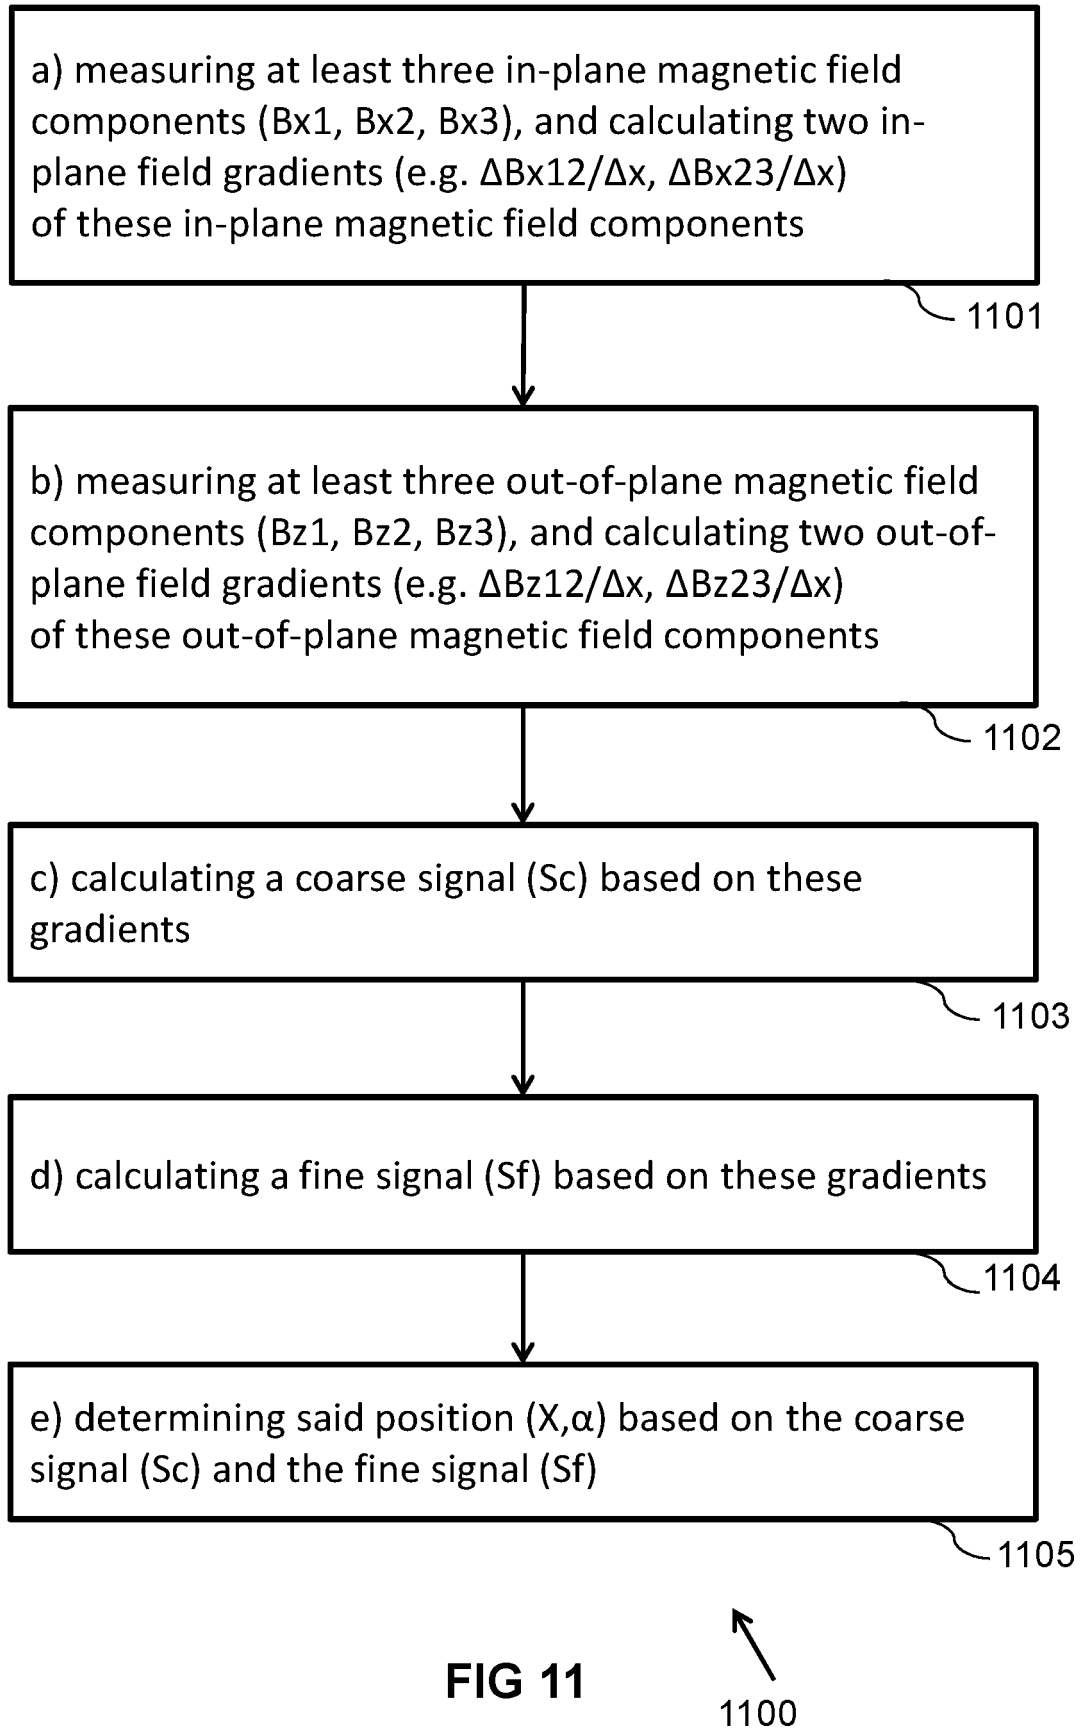 a) measuring at least three in-plane magnetic field
components (Bx1, Bx2, Bx3), and calculating two in-
plane field gradients (e.g. ΔBx12/Δx, ΔBx23/Δx)
of these in-plane magnetic field components
1101
b) measuring at least three out-of-plane magnetic field
components (Bz1, Bz2, Bz3), and calculating two out-of-
plane field gradients (e.g. ΔBz12/Δx, ΔBz23/Δx)
of these out-of-plane magnetic field components
1102
c) calculating a coarse signal (Sc) based on these
gradients
1103
d) calculating a fine signal (Sf) based on these gradients
1104
e) determining said position (X,α) based on the coarse
signal (Sc) and the fine signal (Sf)
1105
FIG 11
1100